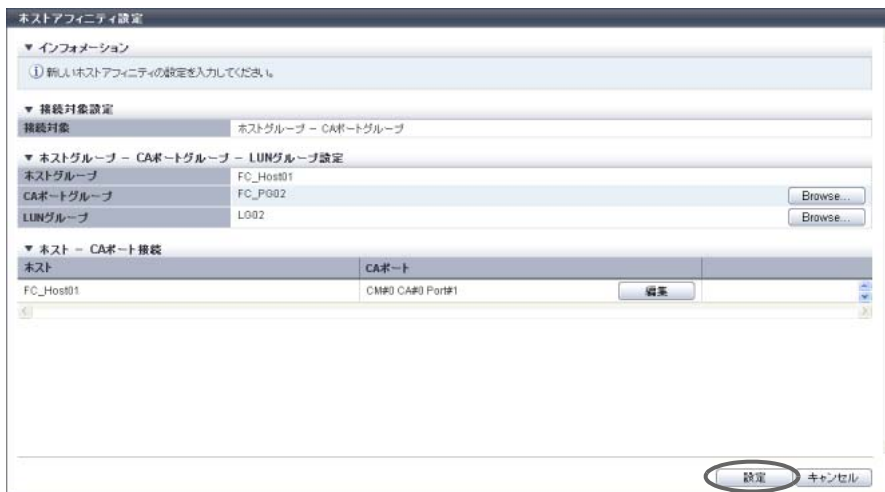 ホストアフィニティ設定
▼ インフォメーション
新しいホストアフィニティの設定を入力してください。
▼ 接続対象設定
接続対象 ホストグループ － CAポートグループ
▼ ホストグループ － CAポートグループ － LUNグループ設定
ホストグループ FC_Host01
CAポートグループ FC_PG02 Browse...
LUNグループ LG02 Browse...
▼ ホスト － CAポート接続
ホスト CAポート
FC_Host01 CM#0 CA#0 Port#1 編集
設定 キャンセル